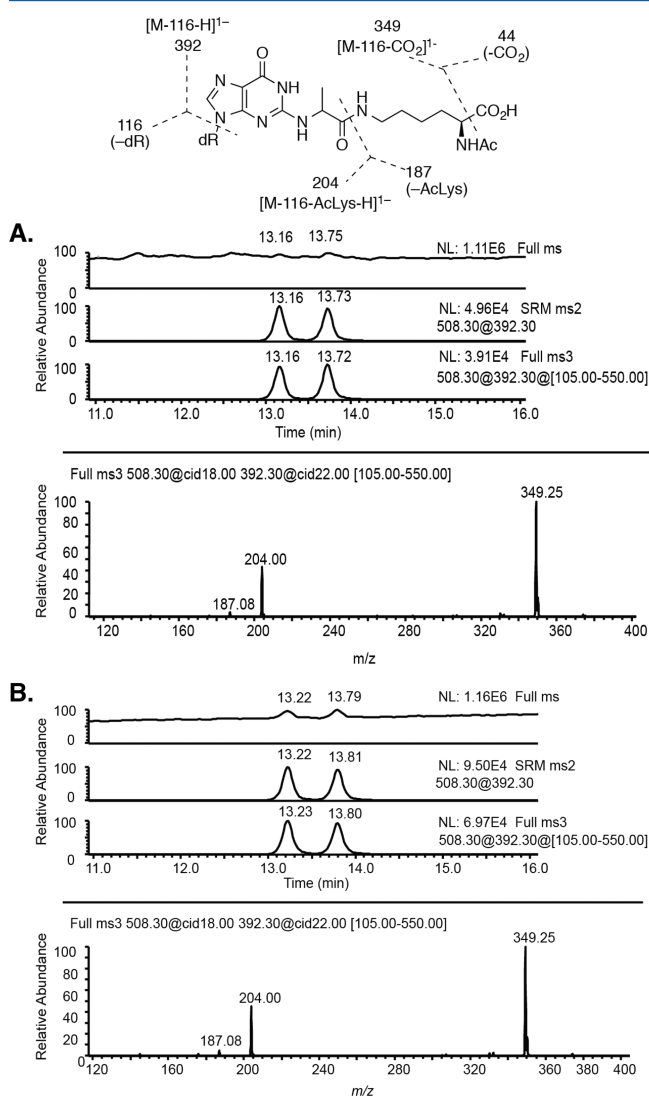 [M-116-H]1–
392
349
[M-116-CO2]1-
44
(-CO2)
O
N
NH
N
N
N
H
dR
116
(–dR)
H
N
O
CO2H
NHAc
204
[M-116-AcLys-H]1–
187
(–AcLys)
A.
Relative Abundance
100
0
13.16 13.75
NL: 1.11E6 Full ms
100
0
13.16 13.73
NL: 4.96E4 SRM ms2
508.30@392.30
100
0
13.16 13.72
NL: 3.91E4 Full ms3
508.30@392.30@[105.00-550.00]
11.0 12.0 13.0 14.0 15.0 16.0
Time (min)
Full ms3 508.30@cid18.00 392.30@cid22.00 [105.00-550.00]
Relative Abundance
100
80
60
40
20
0
187.08
204.00
349.25
120 160 200 240 280 320 360 400
m/z
B.
Relative Abundance
100
0
13.22 13.79
NL: 1.16E6 Full ms
100
0
13.22 13.81
NL: 9.50E4 SRM ms2
508.30@392.30
100
0
13.23 13.80
NL: 6.97E4 Full ms3
508.30@392.30@[105.00-550.00]
11.0 12.0 13.0 14.0 15.0 16.0
Time (min)
Full ms3 508.30@cid18.00 392.30@cid22.00 [105.00-550.00]
Relative Abundance
100
80
60
40
20
0
187.08
204.00
349.25
120 160 200 240 280 320 360 400
m/z